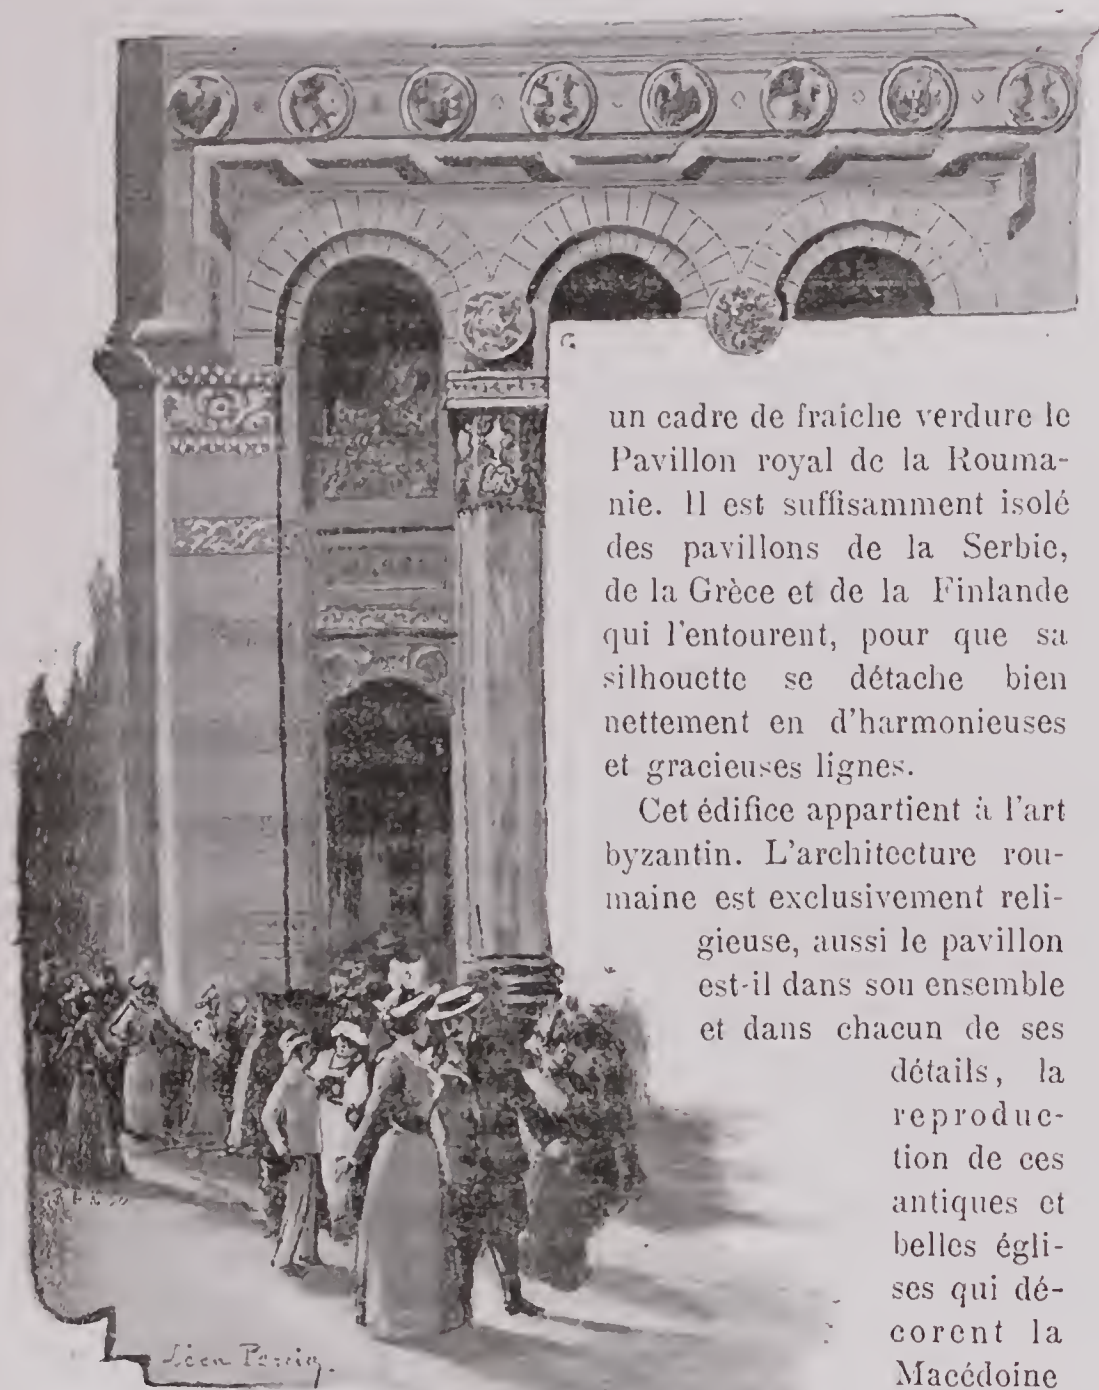 un cadre de fraîche verdure le
Pavillon royal de la Rouma-
nie. Il est suffisamment isolé
des pavillons de la Serbie,
de la Grèce et de la Finlande
qui l'entourent, pour que sa
silhouette se détache bien
nettement en d'harmonieuses
et gracieuses lignes.
Cet édifice appartient à l'art
byzantin. L'architecture rou-
maine est exclusivement reli-
gieuse, aussi le pavillon
est-il dans son ensemble
et dans chacun de ses
détails, la
reproduc-
tion de ces
antiques et
belles égli-
ses qui dé-
corent la
Macédoine
Léon